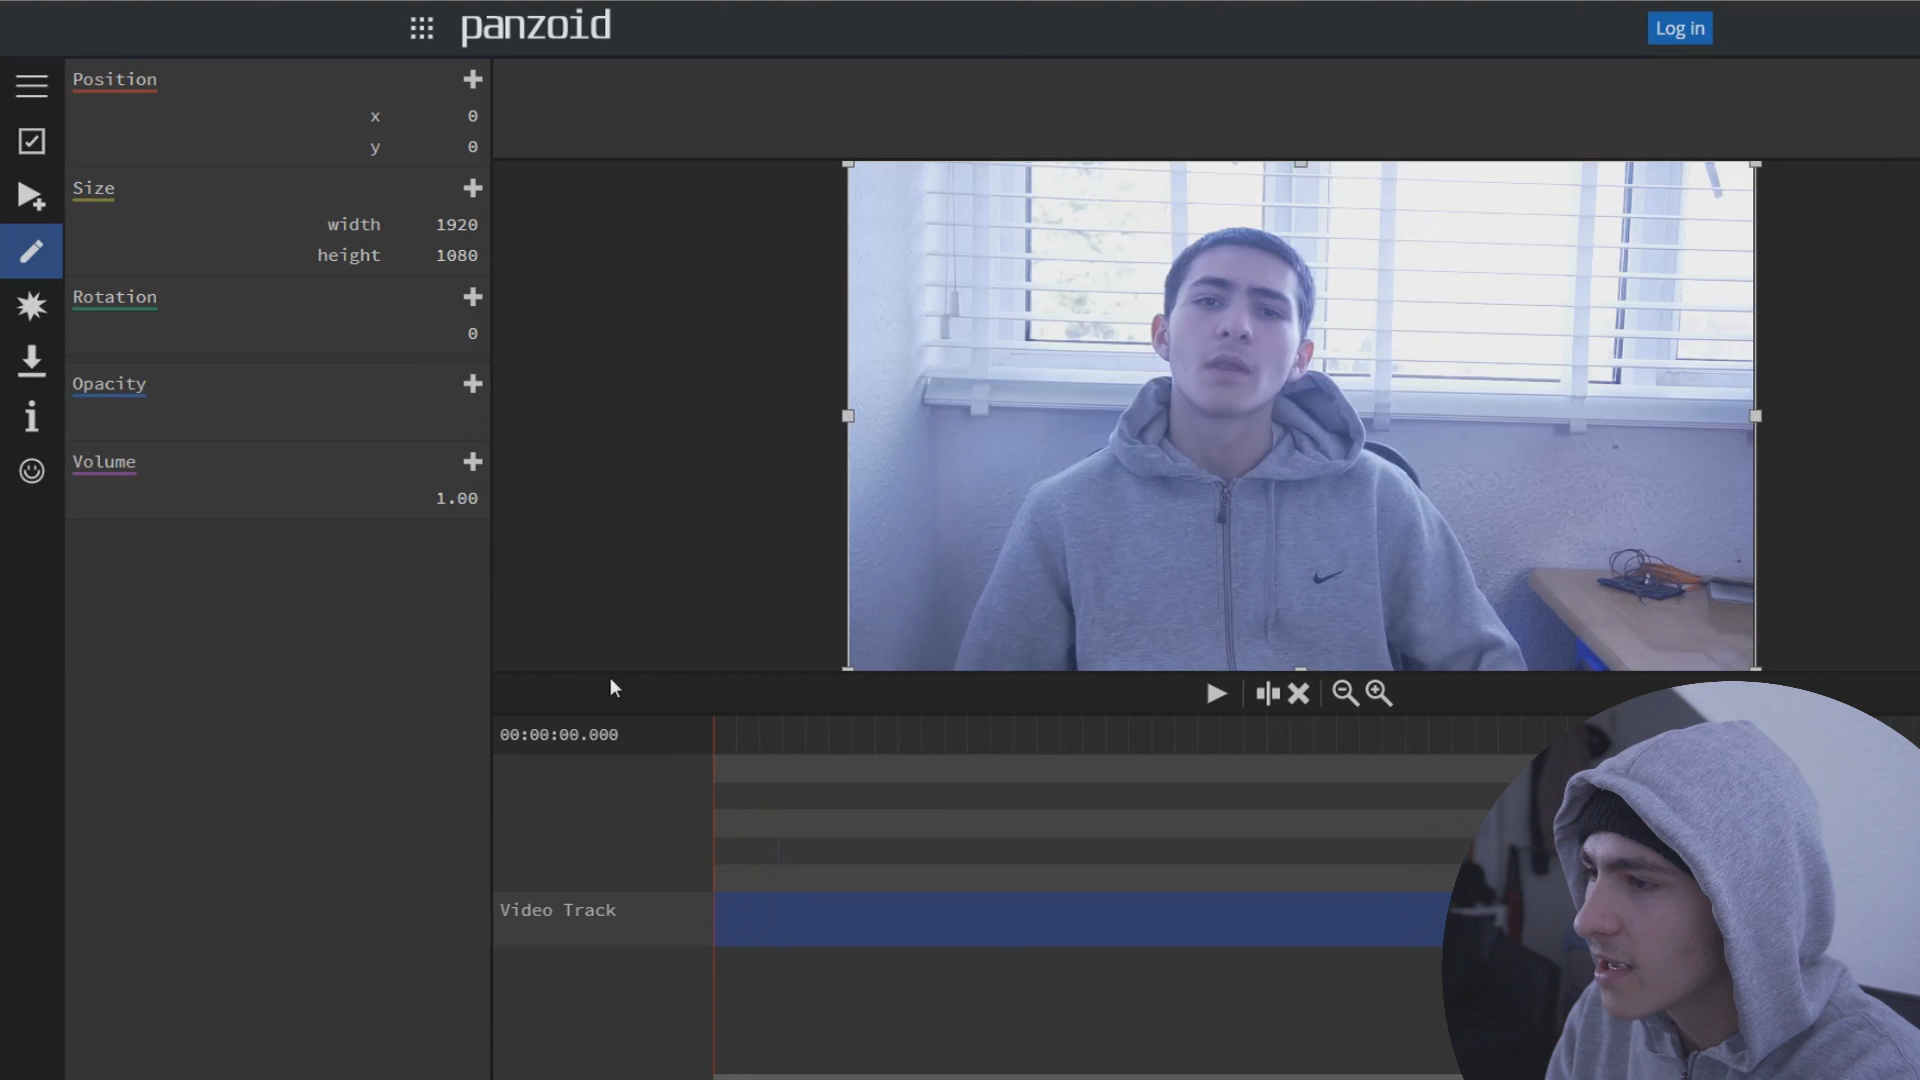 panzoid
Log in
Position
x 0
y 0
Size
width 1920
height 1080
Rotation
0
Opacity
Volume
1.00
00:00:00.000
Video Track